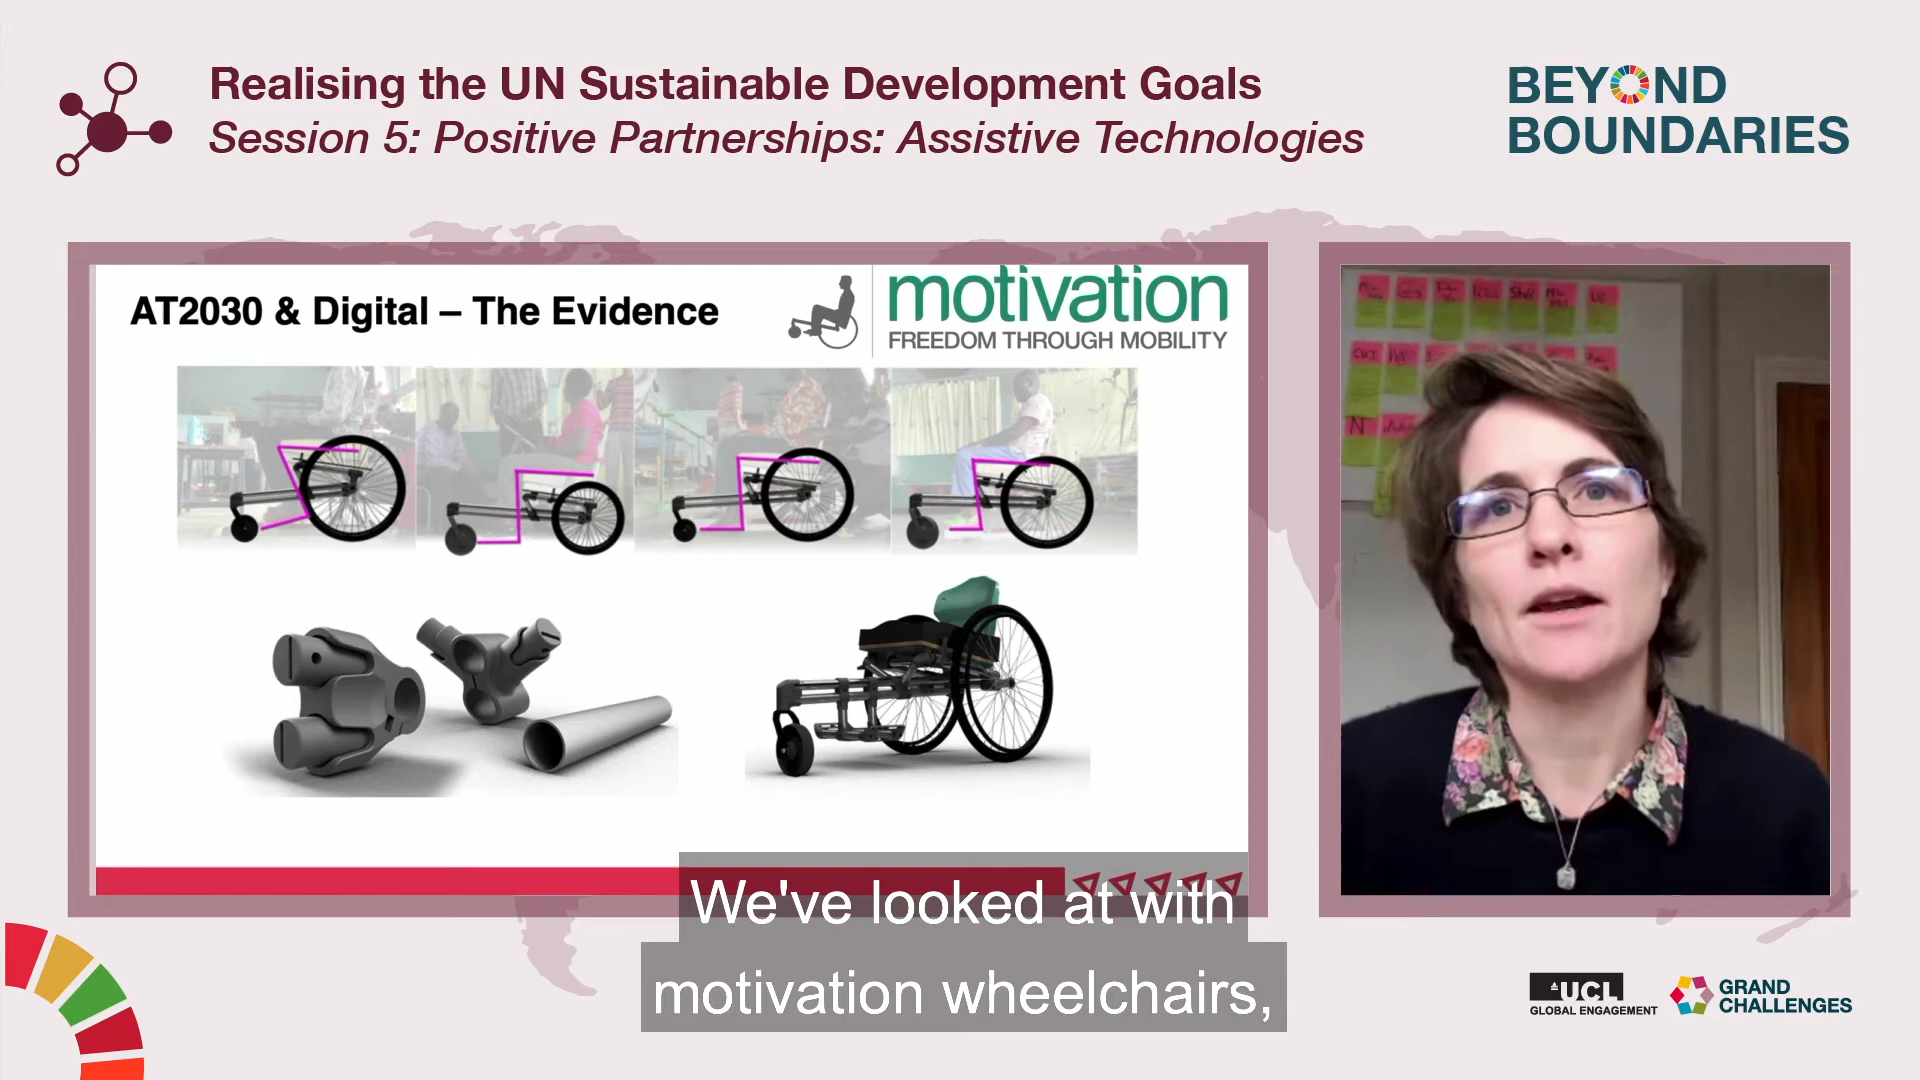 Realising the UN Sustainable Development Goals
Session 5: Positive Partnerships: Assistive Technologies
BEYOND
BOUNDARIES
AT2030 & Digital – The Evidence
motivation
FREEDOM THROUGH MOBILITY
We've looked at with
motivation wheelchairs,
UCL
GLOBAL ENGAGEMENT
GRAND
CHALLENGES